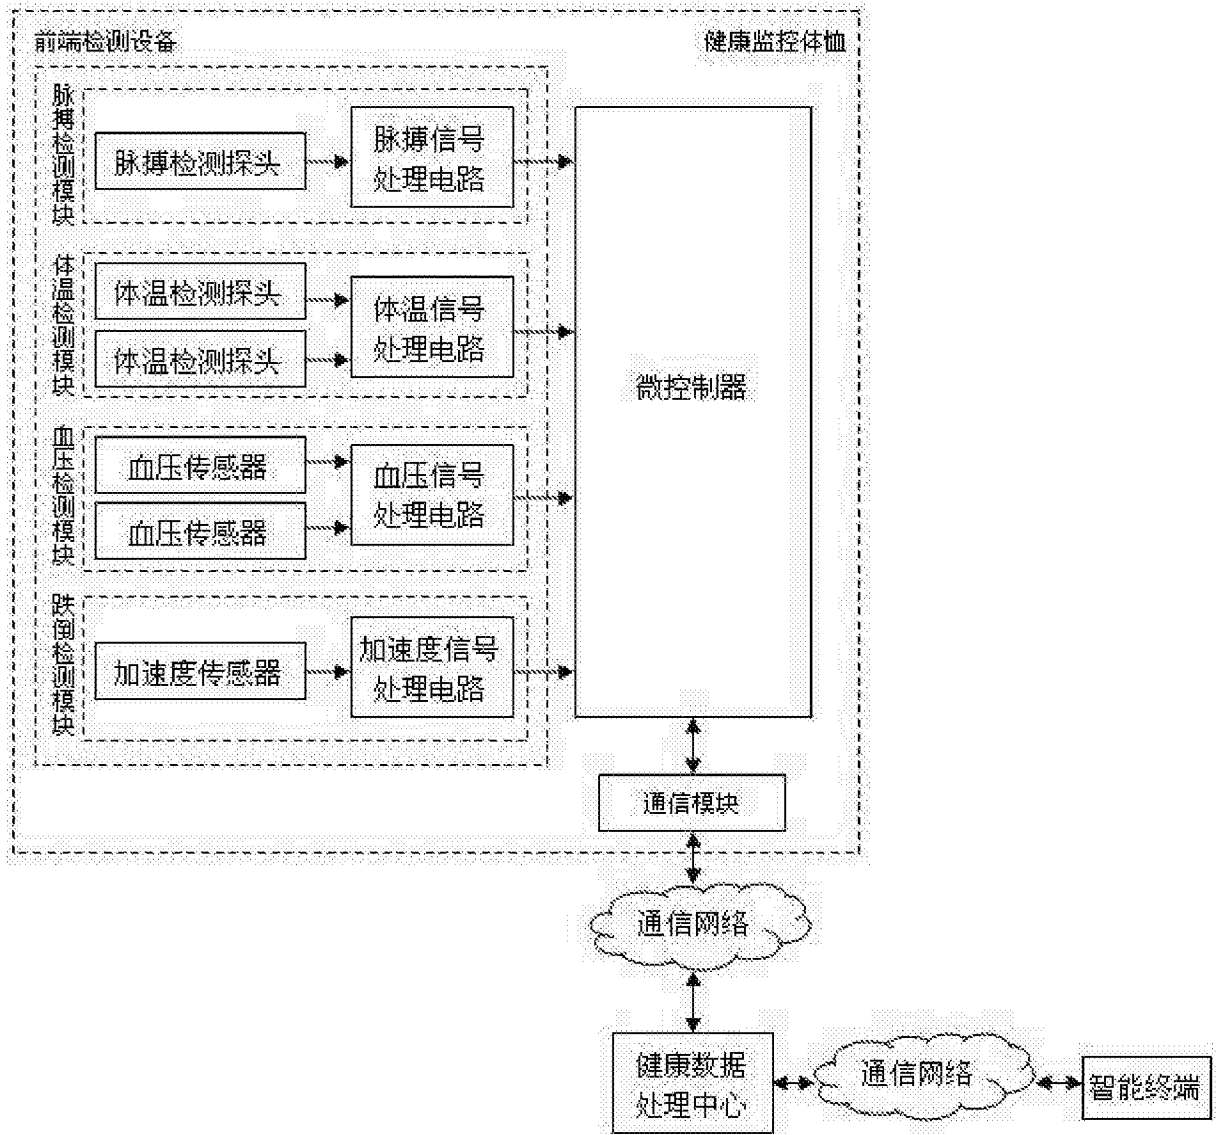 前端检测设备
健康监控体恤
脉搏检测模块
脉搏检测探头
脉搏信号
处理电路
体温检测模块
体温检测探头
体温检测探头
体温信号
处理电路
微控制器
血压检测模块
血压传感器
血压传感器
血压信号
处理电路
跌倒检测模块
加速度传感器
加速度信号
处理电路
通信模块
通信网络
健康数据
处理中心
通信网络
智能终端